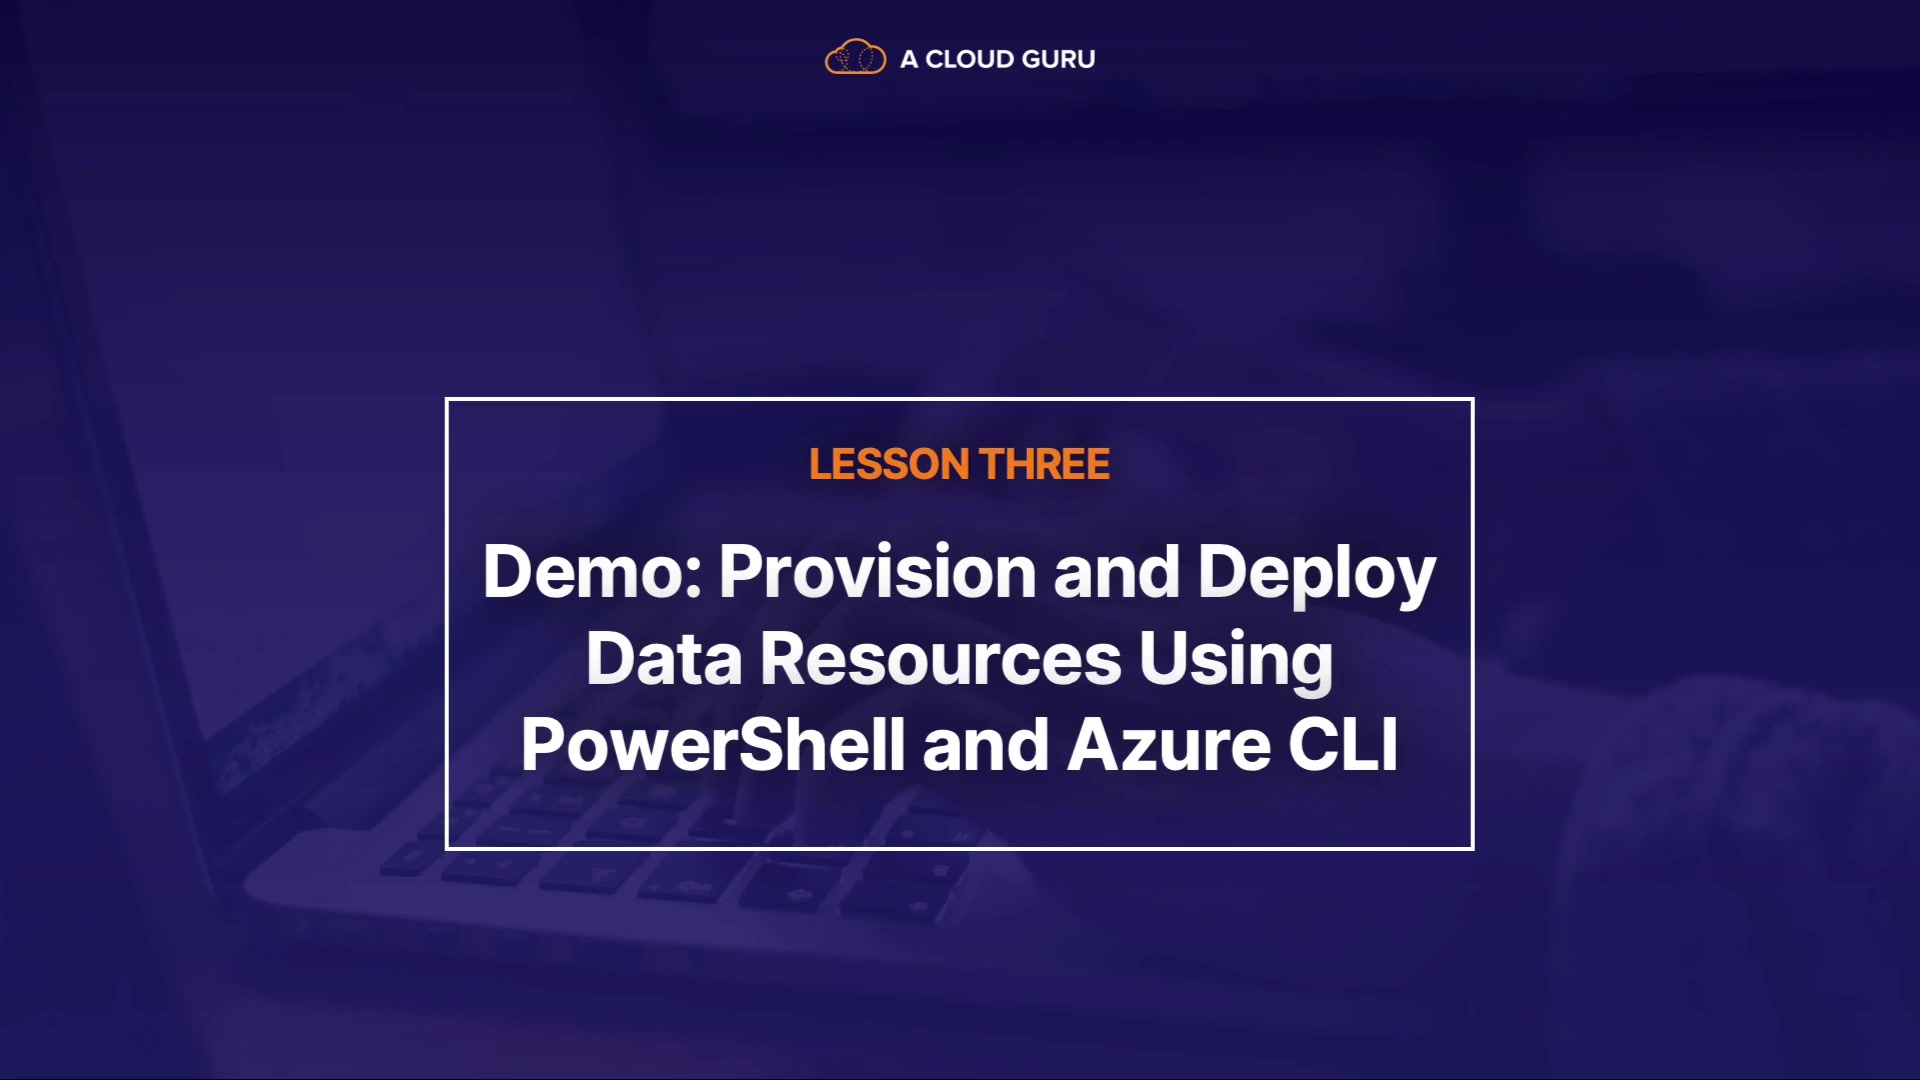 A CLOUD GURU
LESSON THREE
Demo: Provision and Deploy
Data Resources Using
PowerShell and Azure CLI